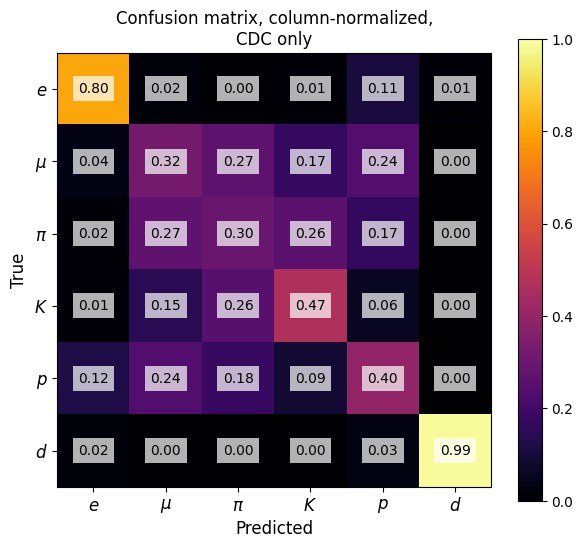 Confusion matrix, column-normalized,
CDC only
1.0
e 0.80 0.02 0.00 0.01 0.11 0.01
μ 0.04 0.32 0.27 0.17 0.24 0.00
0.8
π 0.02 0.27 0.30 0.26 0.17 0.00
0.6
True
K 0.01 0.15 0.26 0.47 0.06 0.00
0.4
p 0.12 0.24 0.18 0.09 0.40 0.00
0.2
d 0.02 0.00 0.00 0.00 0.03 0.99
0.0
e μ π K p d
Predicted